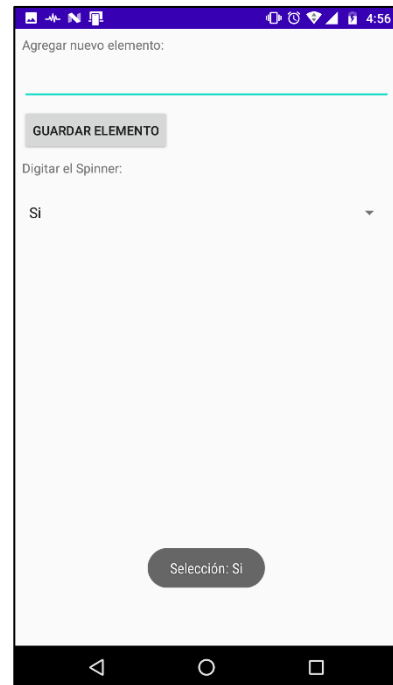 4:56
Agregar nuevo elemento:
GUARDAR ELEMENTO
Digitar el Spinner:
Si
Selección: Si